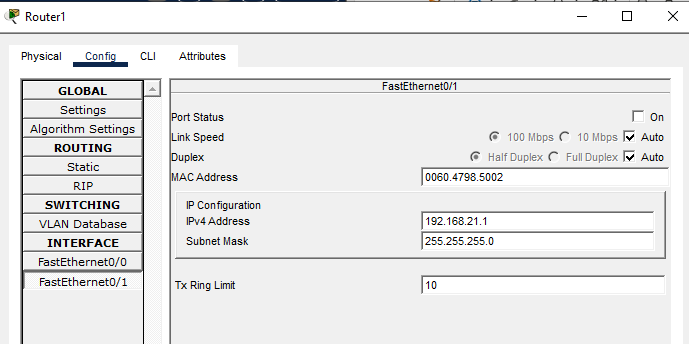 Router1
Physical Config CLI Attributes
GLOBAL
Settings
Algorithm Settings
ROUTING
Static
RIP
SWITCHING
VLAN Database
INTERFACE
FastEthernet0/0
FastEthernet0/1
FastEthernet0/1
Port Status On
Link Speed 100 Mbps 10 Mbps Auto
Duplex Half Duplex Full Duplex Auto
MAC Address 0060.4798.5002
IP Configuration
IPv4 Address 192.168.21.1
Subnet Mask 255.255.255.0
Tx Ring Limit 10